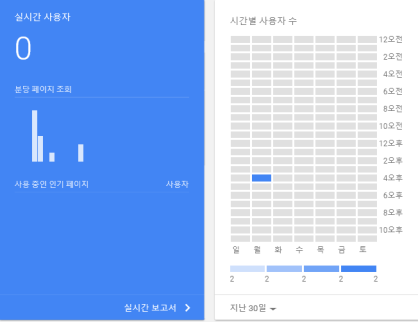 실시간 사용자
0
분당 페이지 조회
사용 중인 인기 페이지 사용자
실시간 보고서
시간별 사용자 수
12오전
2오전
4오전
6오전
8오전
10오전
12오후
2오후
4오후
6오후
8오후
10오후
일 월 화 수 목 금 토
2 2 2 2 2
지난 30일